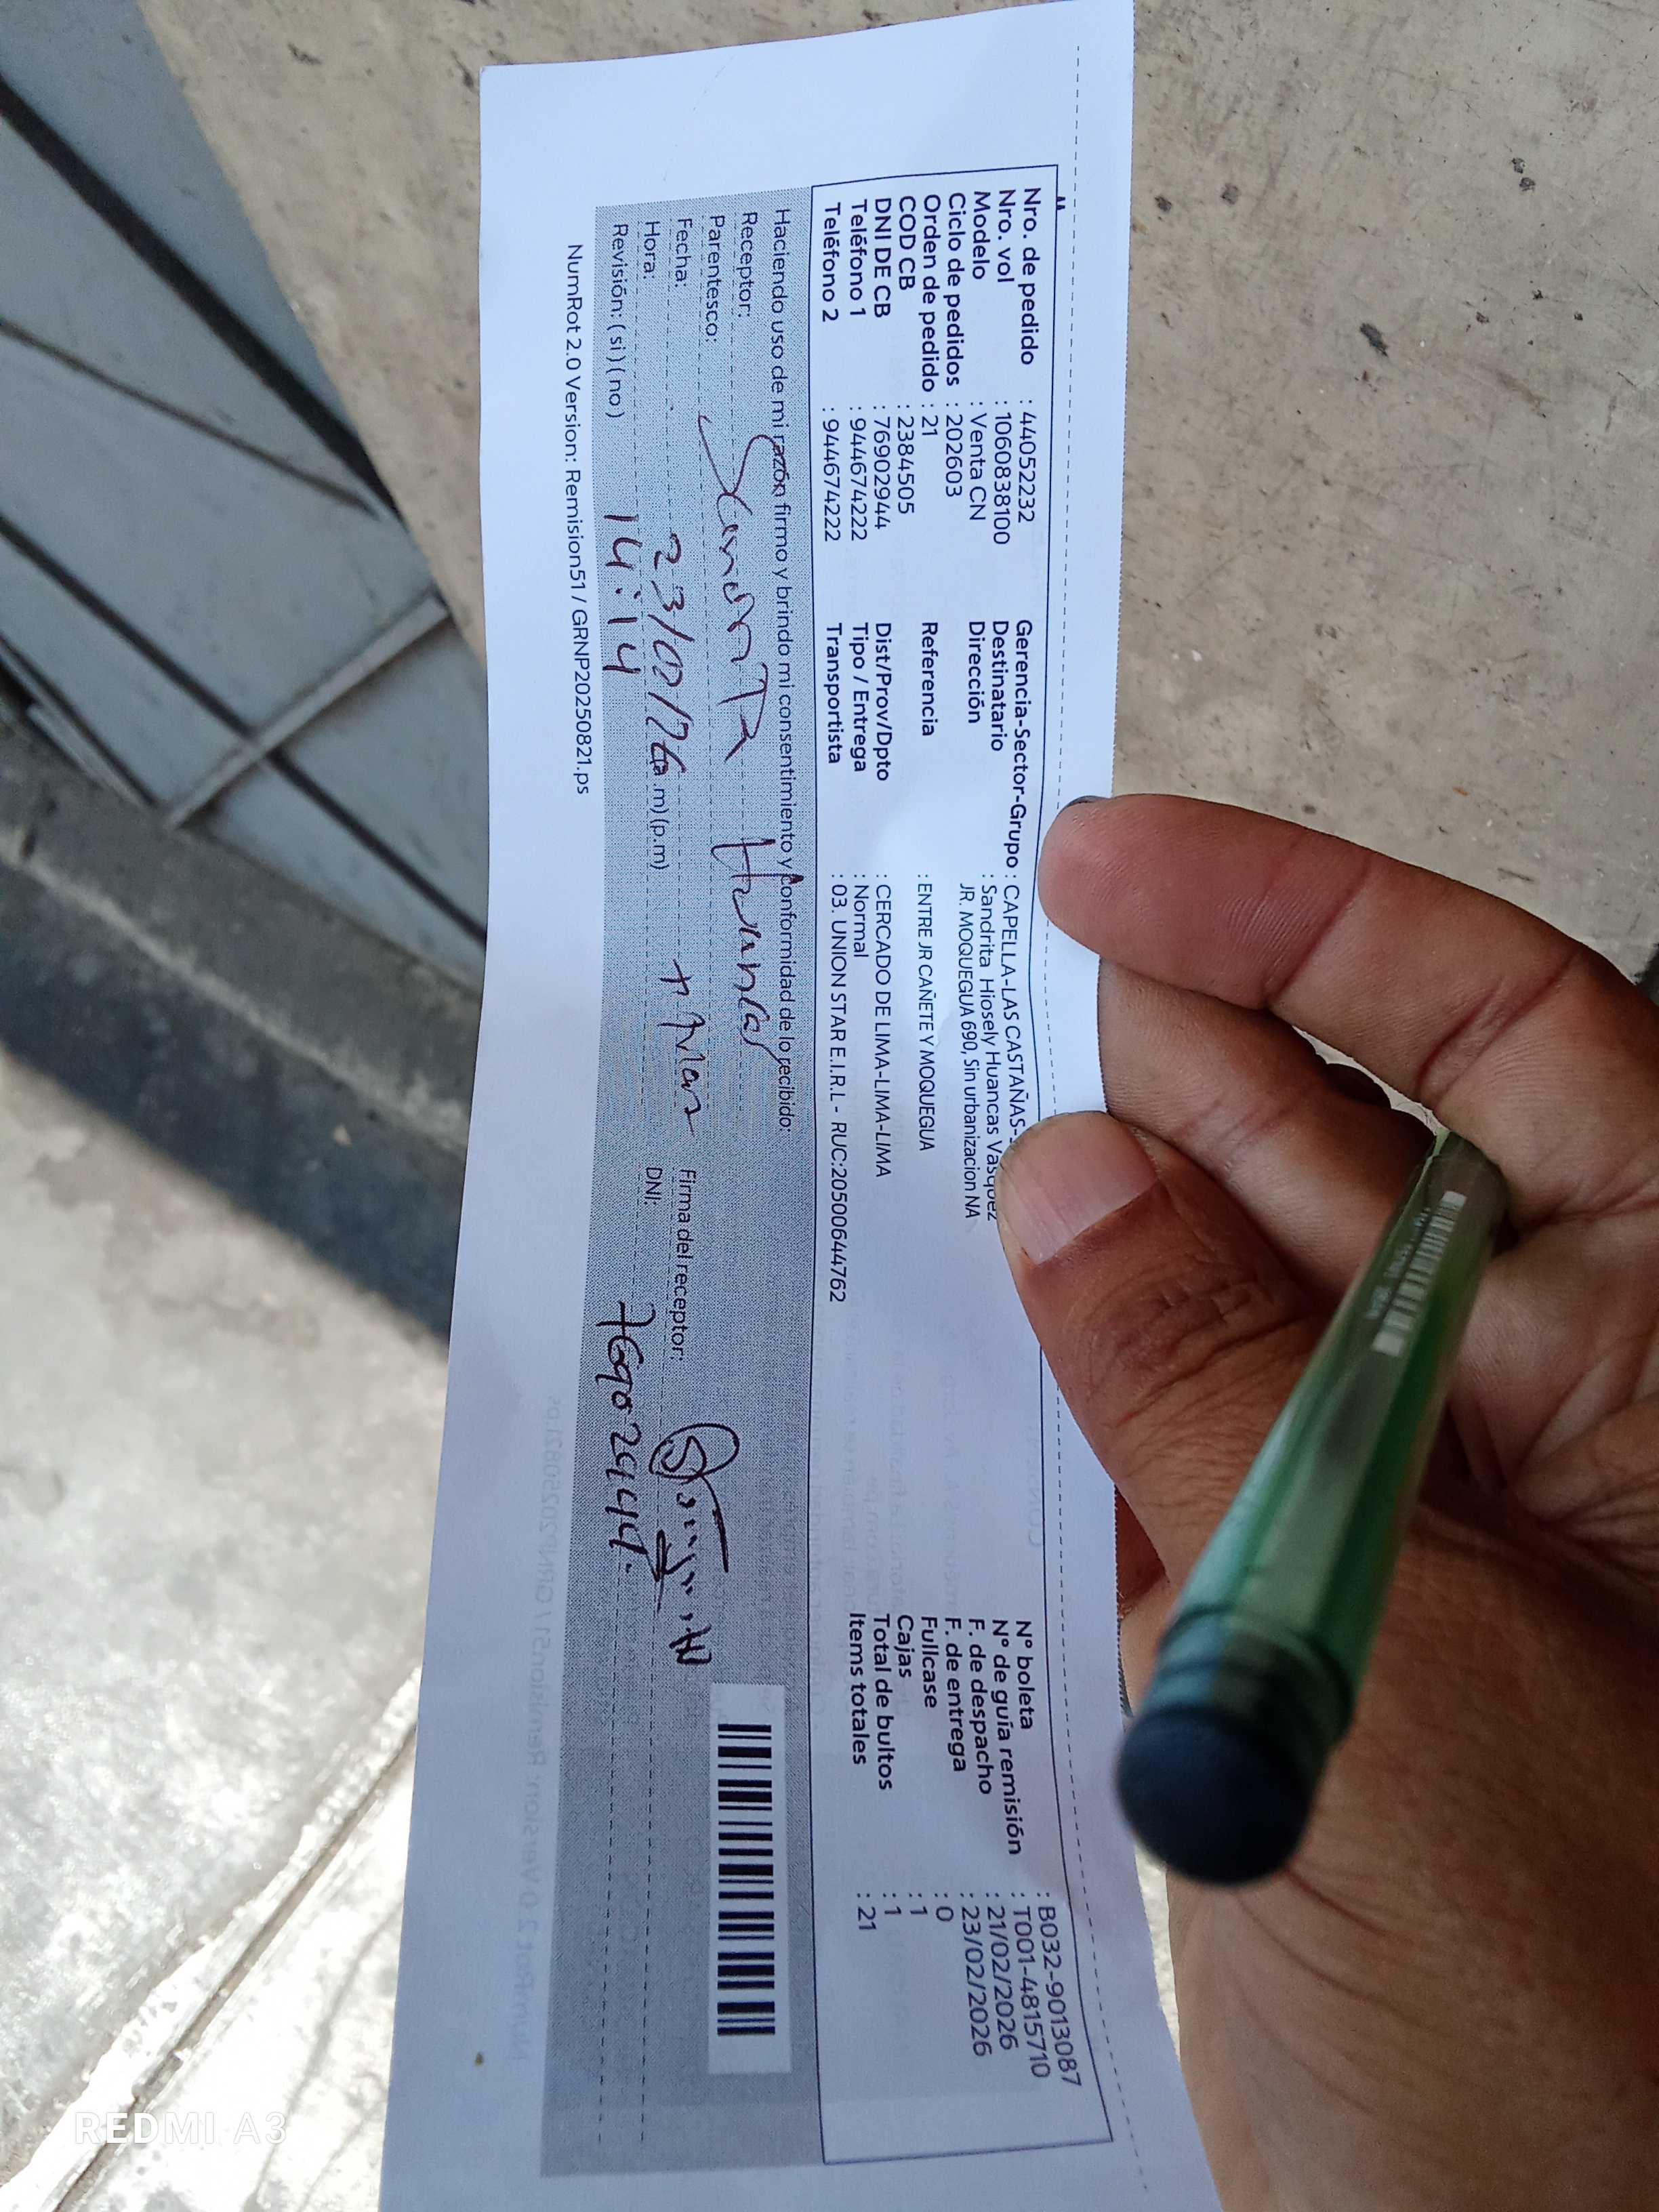 Nro. de pedido : 44052232
Nro. vol : 1060838100
Modelo : Venta CN
Ciclo de pedidos : 202603
Orden de pedido : 21
COD CB : 2384505
DNI DE CB : 76902944
Teléfono 1 : 944674222
Teléfono 2 : 944674222
Gerencia-Sector-Grupo : CAPELLA-LAS CASTAÑAS-
Destinatario : Sandrita Hiosely Huancas Vasquez
Dirección JR. MOQUEGUA 690, Sin urbanizacion NA
Referencia : ENTRE JR CAÑETE Y MOQUEGUA
Dist/Prov/Dpto : CERCADO DE LIMA-LIMA-LIMA
Tipo / Entrega : Normal
Transportista : 03. UNION STAR E.I.R.L - RUC:20500644762
N° boleta : B032-9013087
N° de guía remisión : T001-4815710
F. de despacho : 21/02/2026
F. de entrega : 23/02/2026
Fullcase : 0
Cajas : 1
Total de bultos : 1
Items totales : 21
Haciendo uso de mi razón firmo y brindo mi consentimiento y conformidad de lo recibido:
Receptor: Huancas
Parentesco:
Fecha: 23/02/26
Firma del receptor:
Hora: 14:14 (a.m) (p.m)
DNI: 76902944
Revisión: ( si ) ( no )
NumRot 2.0 Version: Remision51 / GRNP20250821.ps
REDMI A3